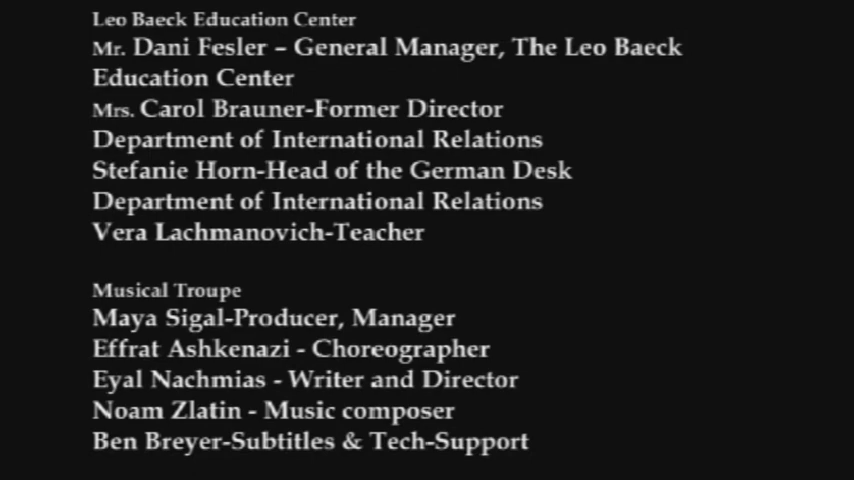 Leo Baeck Education Center
Mr. Dani Fesler – General Manager, The Leo Baeck
Education Center
Mrs. Carol Brauner-Former Director
Department of International Relations
Stefanie Horn-Head of the German Desk
Department of International Relations
Vera Lachmanovich-Teacher
Musical Troupe
Maya Sigal-Producer, Manager
Effrat Ashkenazi - Choreographer
Eyal Nachmias - Writer and Director
Noam Zlatin - Music composer
Ben Breyer-Subtitles & Tech-Support